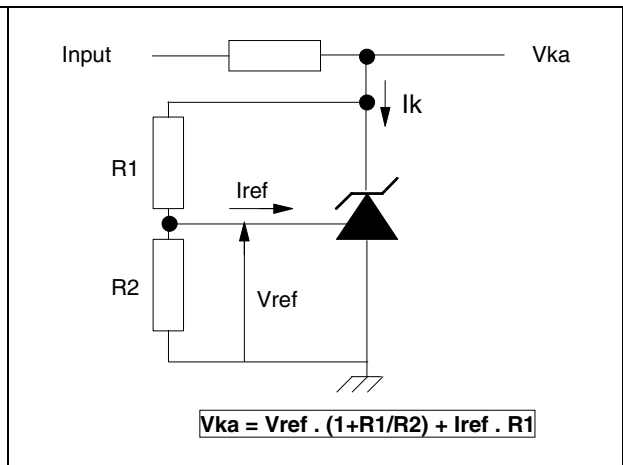 Input
Vka
Ik
R1
Iref
R2
Vref
Vka = Vref . (1+R1/R2) + Iref . R1